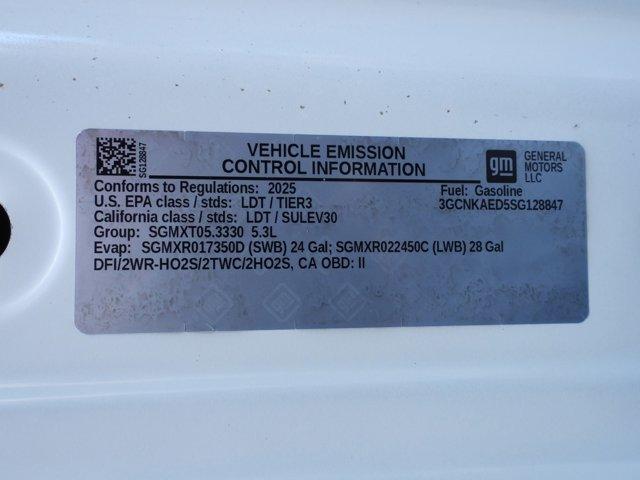 SG128847
VEHICLE EMISSION
CONTROL INFORMATION
gm
GENERAL
MOTORS
LLC
Conforms to Regulations: 2025
Fuel: Gasoline
U.S. EPA class / stds: LDT / TIER3
3GCNKAED5SG128847
California class / stds: LDT / SULEV30
Group: SGMXT05.3330 5.3L
Evap: SGMXR017350D (SWB) 24 Gal; SGMXR022450C (LWB) 28 Gal
DFI/2WR-HO2S/2TWC/2HO2S, CA OBD: II